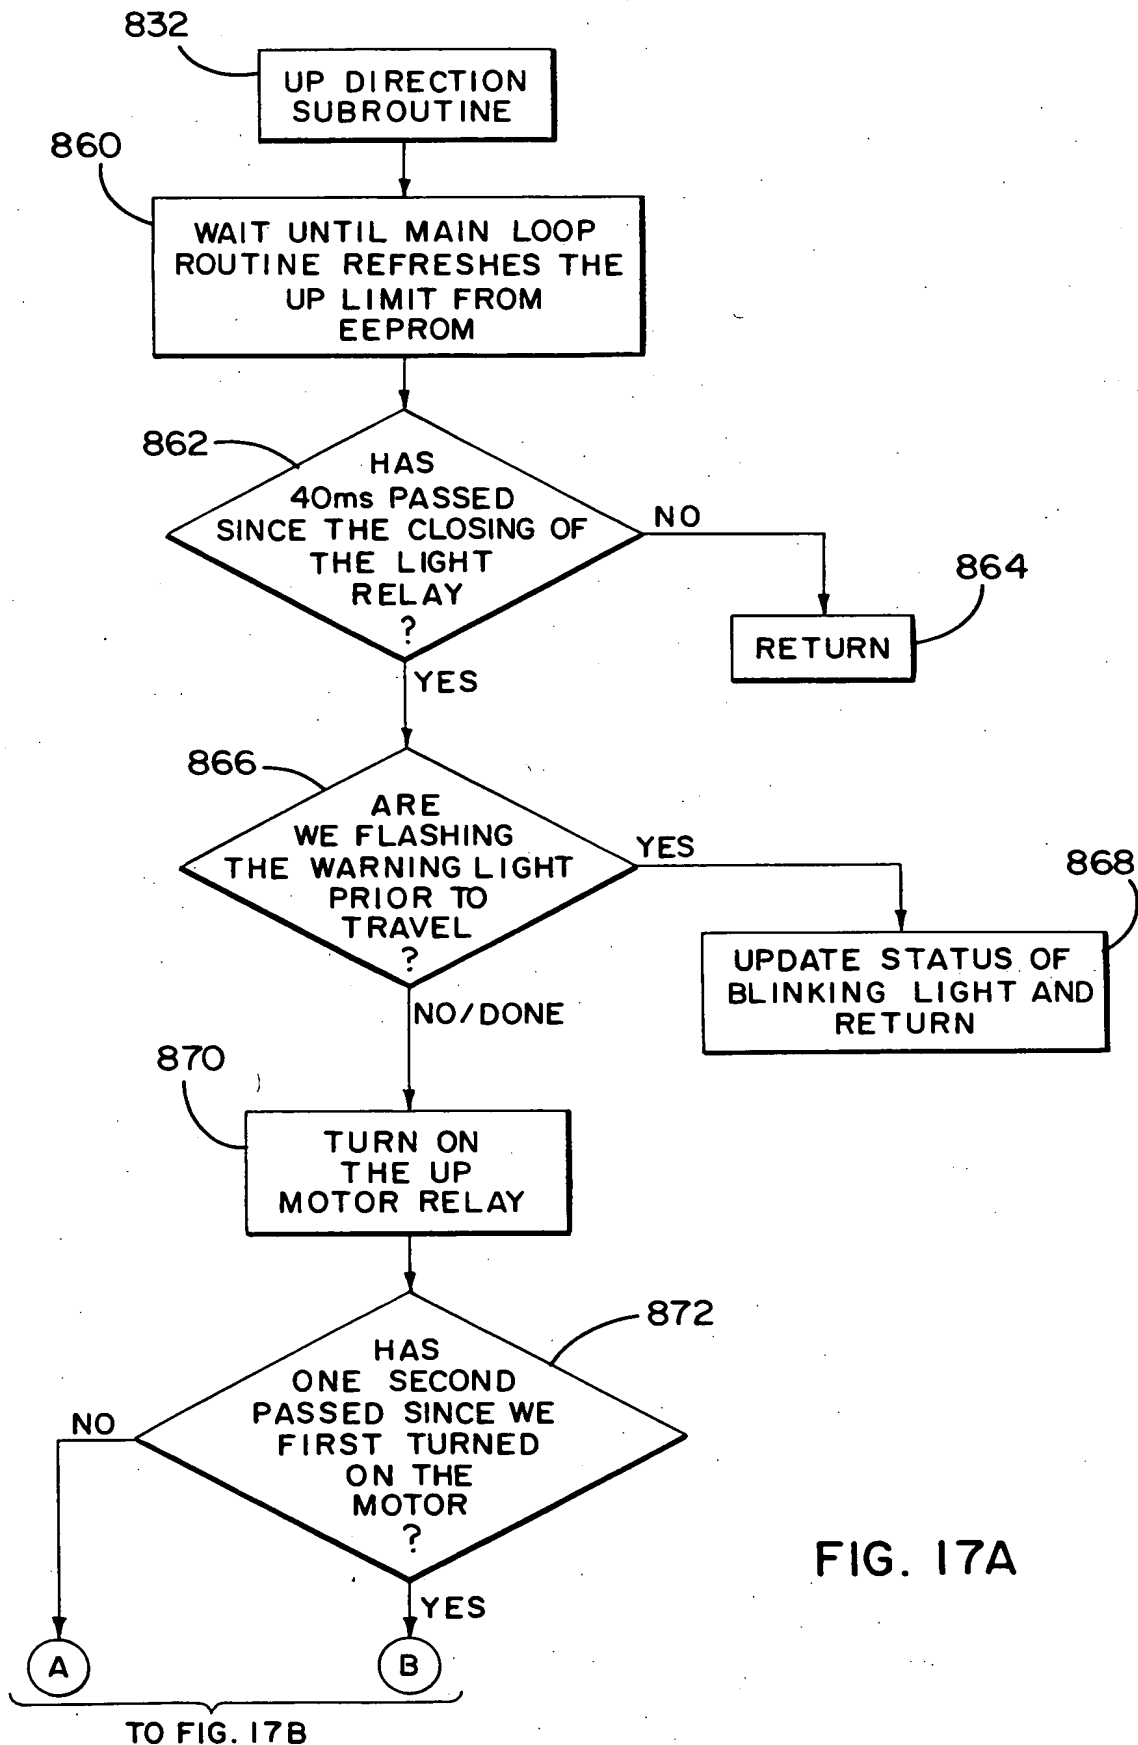 832
UP DIRECTION
SUBROUTINE
860
WAIT UNTIL MAIN LOOP
ROUTINE REFRESHES THE
UP LIMIT FROM
EEPROM
862
HAS
40ms PASSED
SINCE THE CLOSING OF
THE LIGHT
RELAY
?
NO
864
RETURN
YES
866
ARE
WE FLASHING
THE WARNING LIGHT
PRIOR TO
TRAVEL
?
YES
868
UPDATE STATUS OF
BLINKING LIGHT AND
RETURN
NO/DONE
870
TURN ON
THE UP
MOTOR RELAY
872
HAS
ONE SECOND
PASSED SINCE WE
FIRST TURNED
ON THE
MOTOR
?
NO
YES
A
B
TO FIG. 17B
FIG. 17A